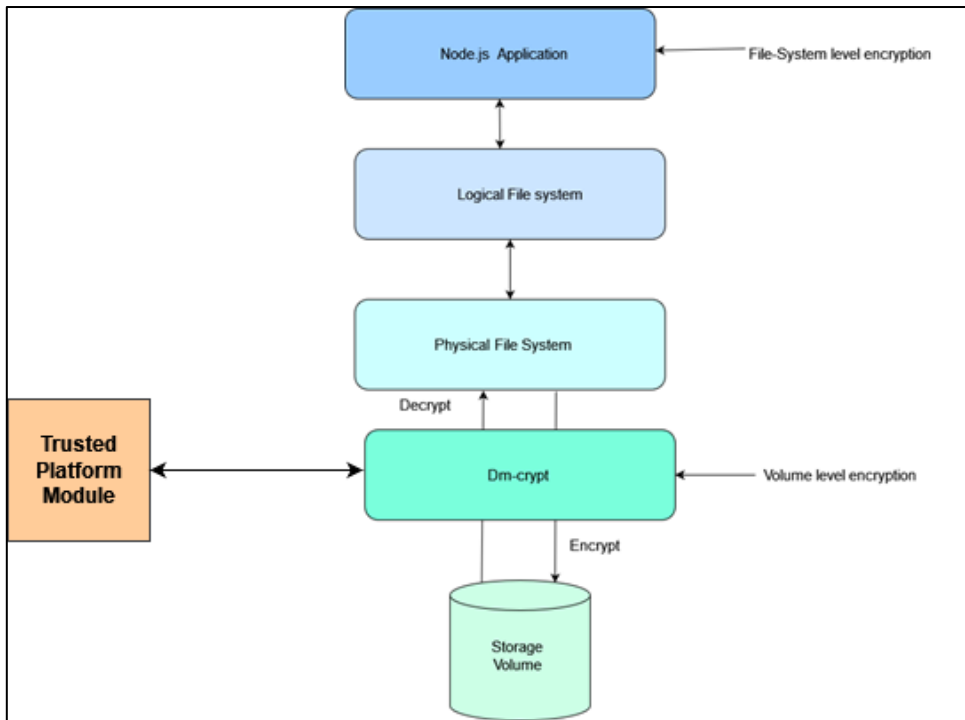 Node.js Application
File-System level encryption
Logical File system
Physical File System
Decrypt
Trusted
Platform
Module
Dm-crypt
Volume level encryption
Encrypt
Storage
Volume